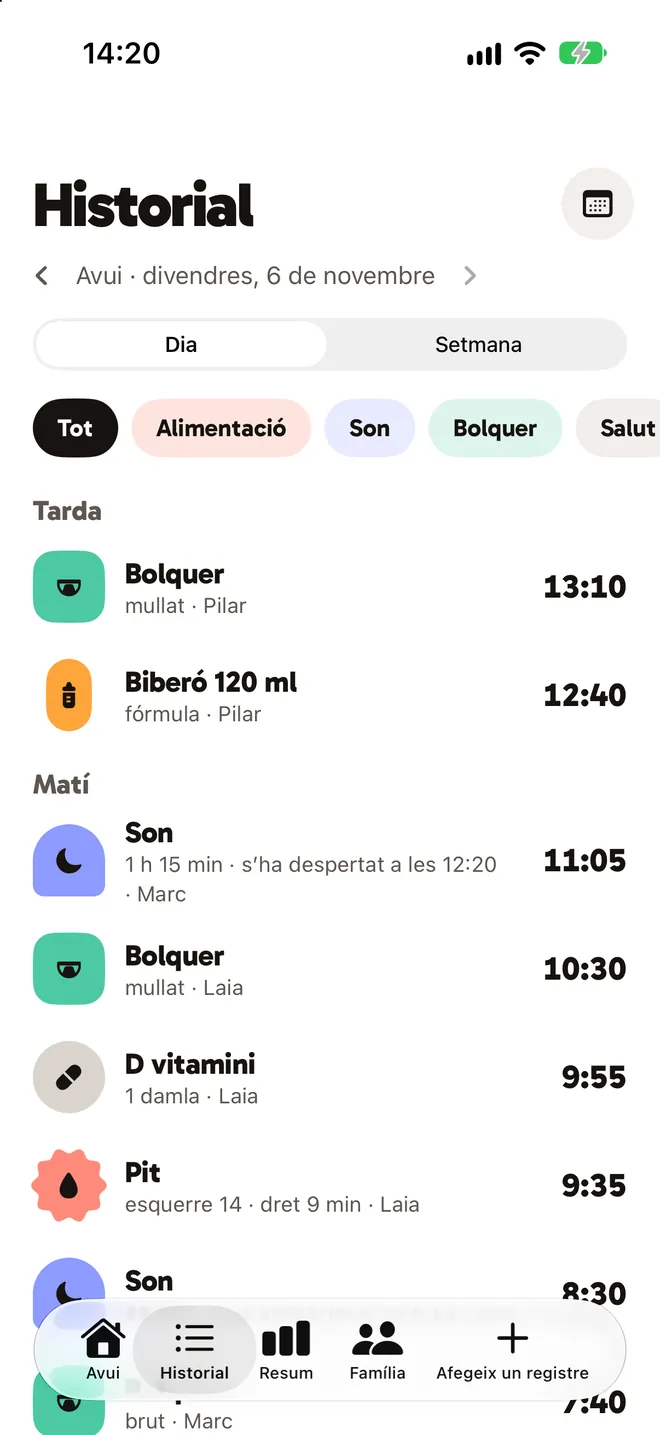 14:20
Historial
Avui · divendres, 6 de novembre
Dia
Setmana
Tot
Alimentació
Son
Bolquer
Salut
Tarda
Bolquer
mullat · Pilar
13:10
Biberó 120 ml
fórmula · Pilar
12:40
Matí
Son
1 h 15 min · s’ha despertat a les 12:20
· Marc
11:05
Bolquer
mullat · Laia
10:30
D vitamini
1 damla · Laia
9:55
Pit
esquerre 14 · dret 9 min · Laia
9:35
Son
8:30
Avui
Historial
Resum
Família
Afegeix un registre
brut · Marc
7:40